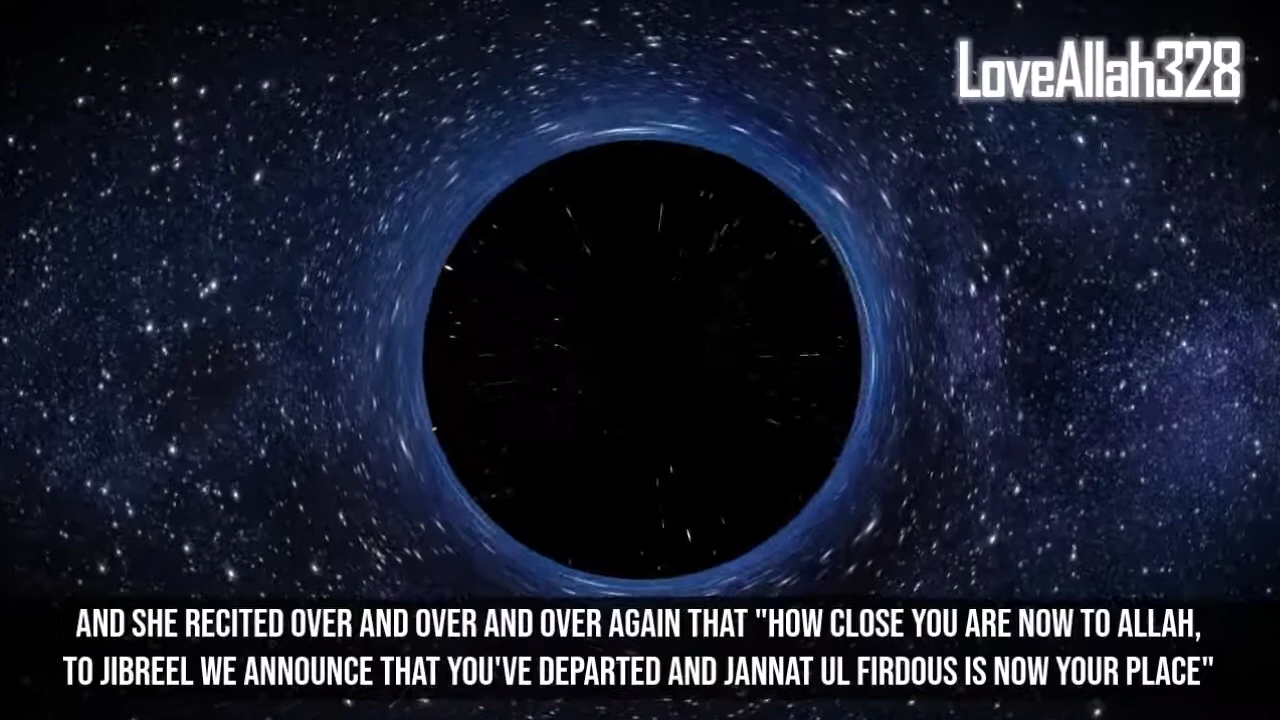 LoveAllah328
AND SHE RECITED OVER AND OVER AND OVER AGAIN THAT "HOW CLOSE YOU ARE NOW TO ALLAH,
TO JIBREEL WE ANNOUNCE THAT YOU'VE DEPARTED AND JANNAT UL FIRDOUS IS NOW YOUR PLACE"